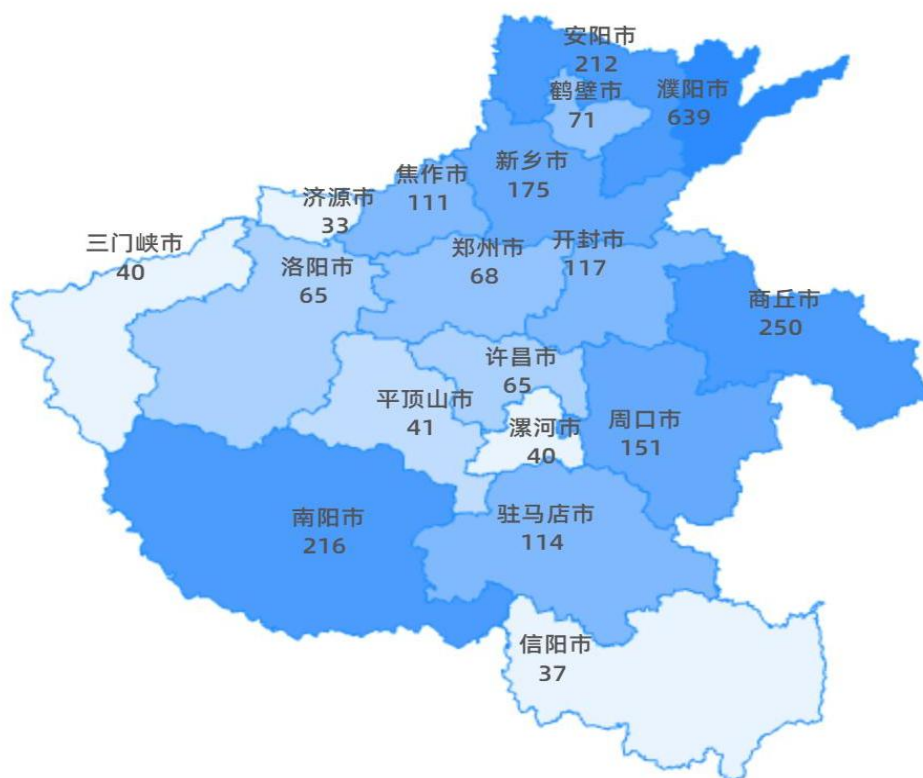 安阳市
212
鹤壁市
71
濮阳市
639
新乡市
175
焦作市
111
济源市
33
三门峡市
40
洛阳市
65
郑州市
68
开封市
117
商丘市
250
许昌市
65
平顶山市
41
漯河市
40
周口市
151
南阳市
216
驻马店市
114
信阳市
37